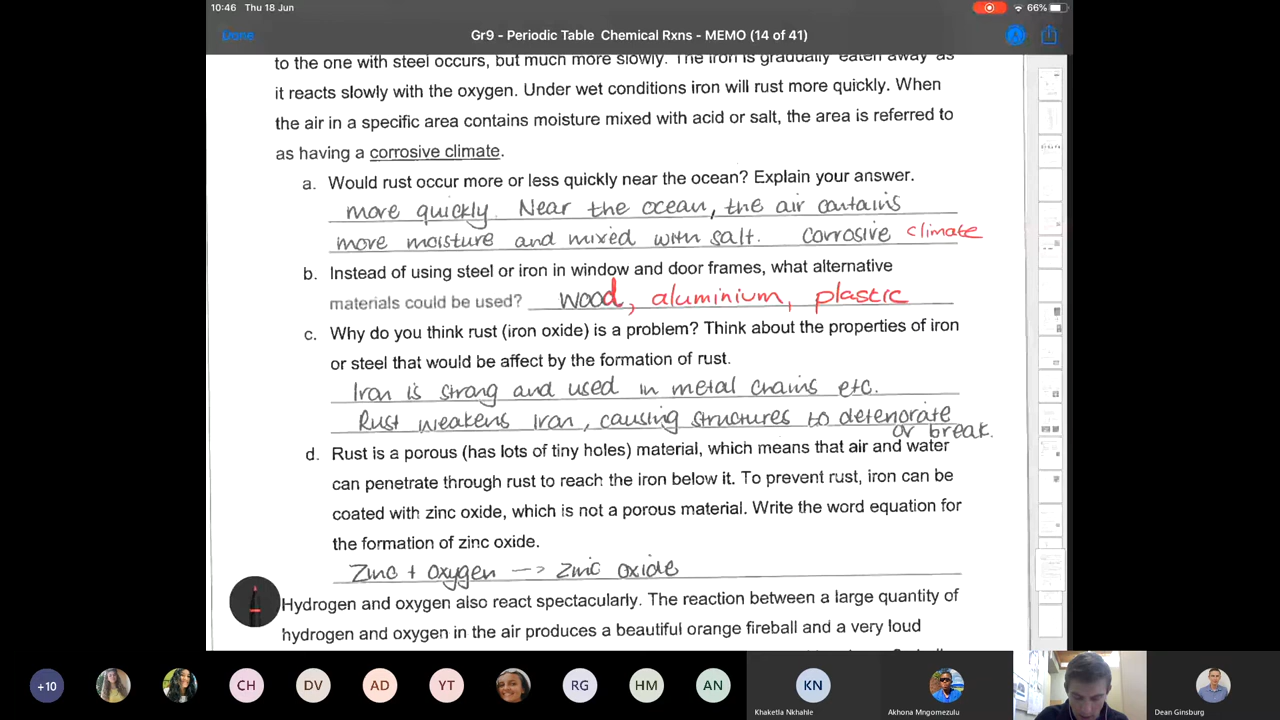 10:46 Thu 18 Jun 66%
Done Gr9 - Periodic Table Chemical Rxns - MEMO (14 of 41)
to the one with steel occurs, but much more slowly. The iron is gradually eaten away as
it reacts slowly with the oxygen. Under wet conditions iron will rust more quickly. When
the air in a specific area contains moisture mixed with acid or salt, the area is referred to
as having a corrosive climate.
a. Would rust occur more or less quickly near the ocean? Explain your answer.
more quickly. Near the ocean, the air contains
more moisture and mixed with salt. Corrosive climate
b. Instead of using steel or iron in window and door frames, what alternative
materials could be used? wood, aluminium, plastic
c. Why do you think rust (iron oxide) is a problem? Think about the properties of iron
or steel that would be affect by the formation of rust.
Iron is strong and used in metal chains etc.
Rust weakens iron, causing structures to deteriorate
or break.
d. Rust is a porous (has lots of tiny holes) material, which means that air and water
can penetrate through rust to reach the iron below it. To prevent rust, iron can be
coated with zinc oxide, which is not a porous material. Write the word equation for
the formation of zinc oxide.
Zinc + oxygen --> zinc oxide
Hydrogen and oxygen also react spectacularly. The reaction between a large quantity of
hydrogen and oxygen in the air produces a beautiful orange fireball and a very loud
+10 CH DV AD YT RG HM AN KN
Khaketla Nkhahle Akhona Mngomezulu Dean Ginsburg